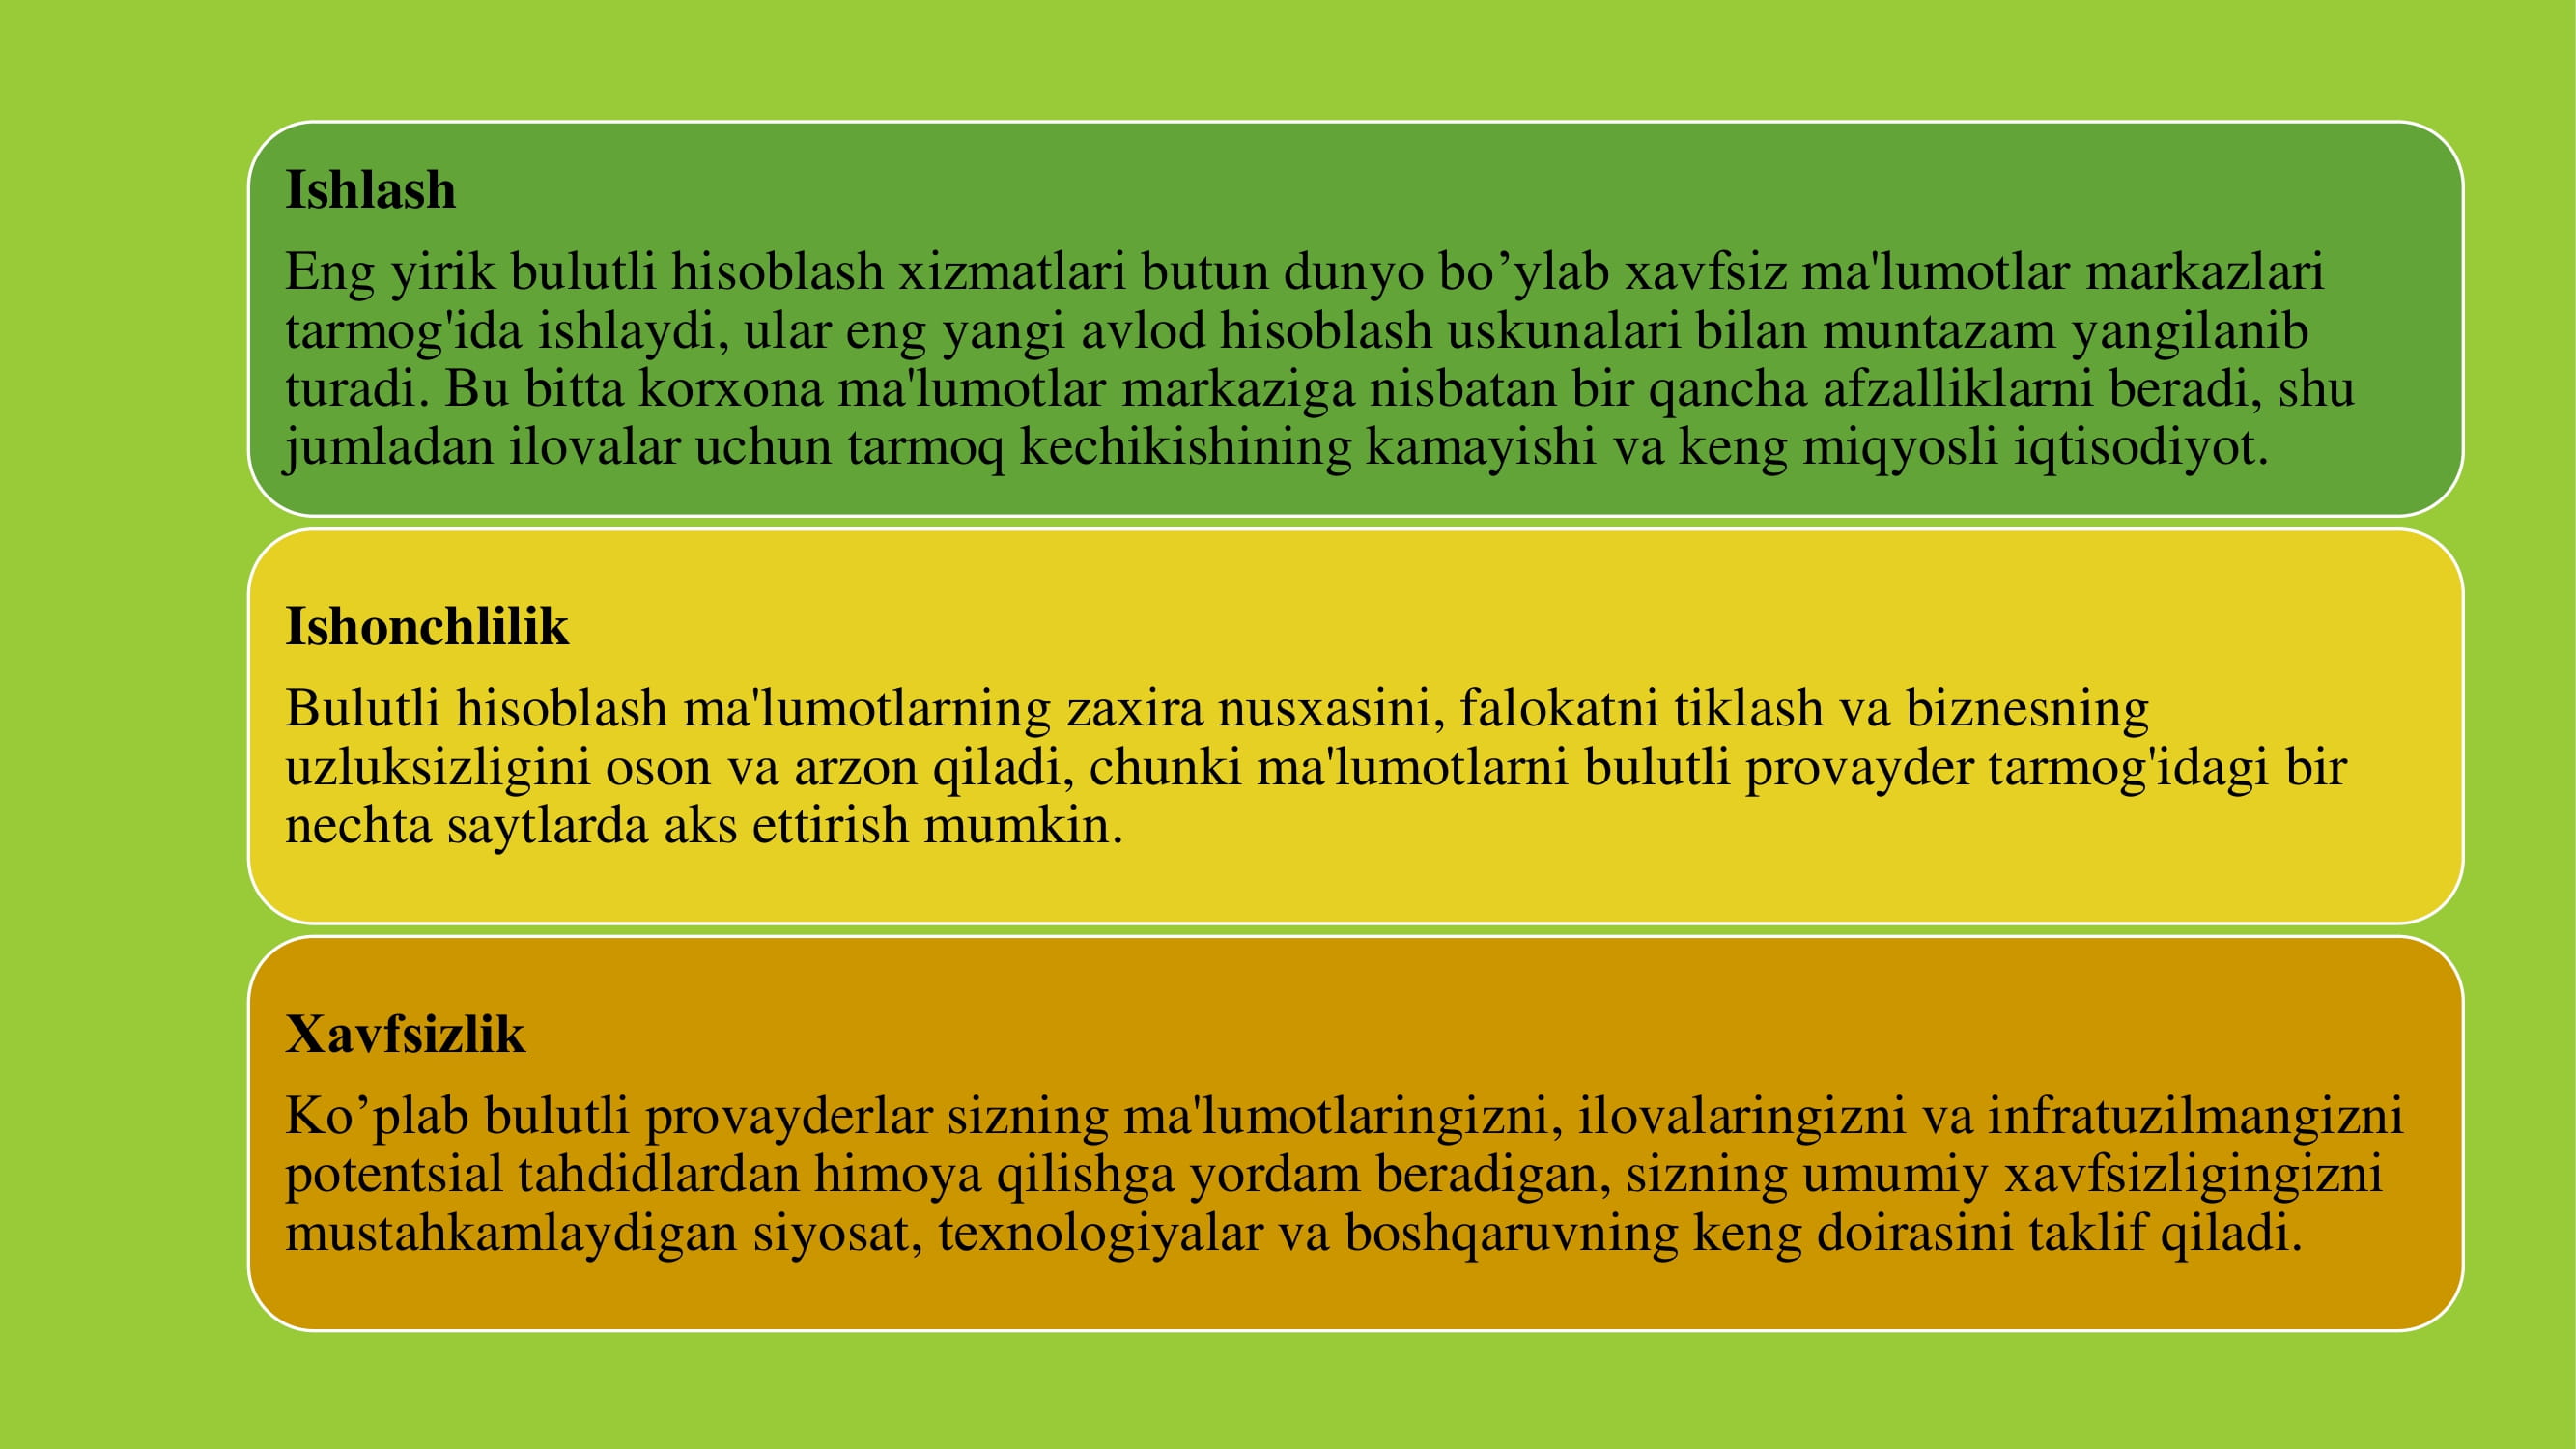 Ishlash
Eng yirik bulutli hisoblash xizmatlari butun dunyo bo’ylab xavfsiz ma'lumotlar markazlari
tarmog'ida ishlaydi, ular eng yangi avlod hisoblash uskunalari bilan muntazam yangilanib
turadi. Bu bitta korxona ma'lumotlar markaziga nisbatan bir qancha afzalliklarni beradi, shu
jumladan ilovalar uchun tarmoq kechikishining kamayishi va keng miqyosli iqtisodiyot.
Ishonchlilik
Bulutli hisoblash ma'lumotlarning zaxira nusxasini, falokatni tiklash va biznesning
uzluksizligini oson va arzon qiladi, chunki ma'lumotlarni bulutli provayder tarmog'idagi bir
nechta saytlarda aks ettirish mumkin.
Xavfsizlik
Ko’plab bulutli provayderlar sizning ma'lumotlaringizni, ilovalaringizni va infratuzilmangizni
potentsial tahdidlardan himoya qilishga yordam beradigan, sizning umumiy xavfsizligingizni
mustahkamlaydigan siyosat, texnologiyalar va boshqaruvning keng doirasini taklif qiladi.